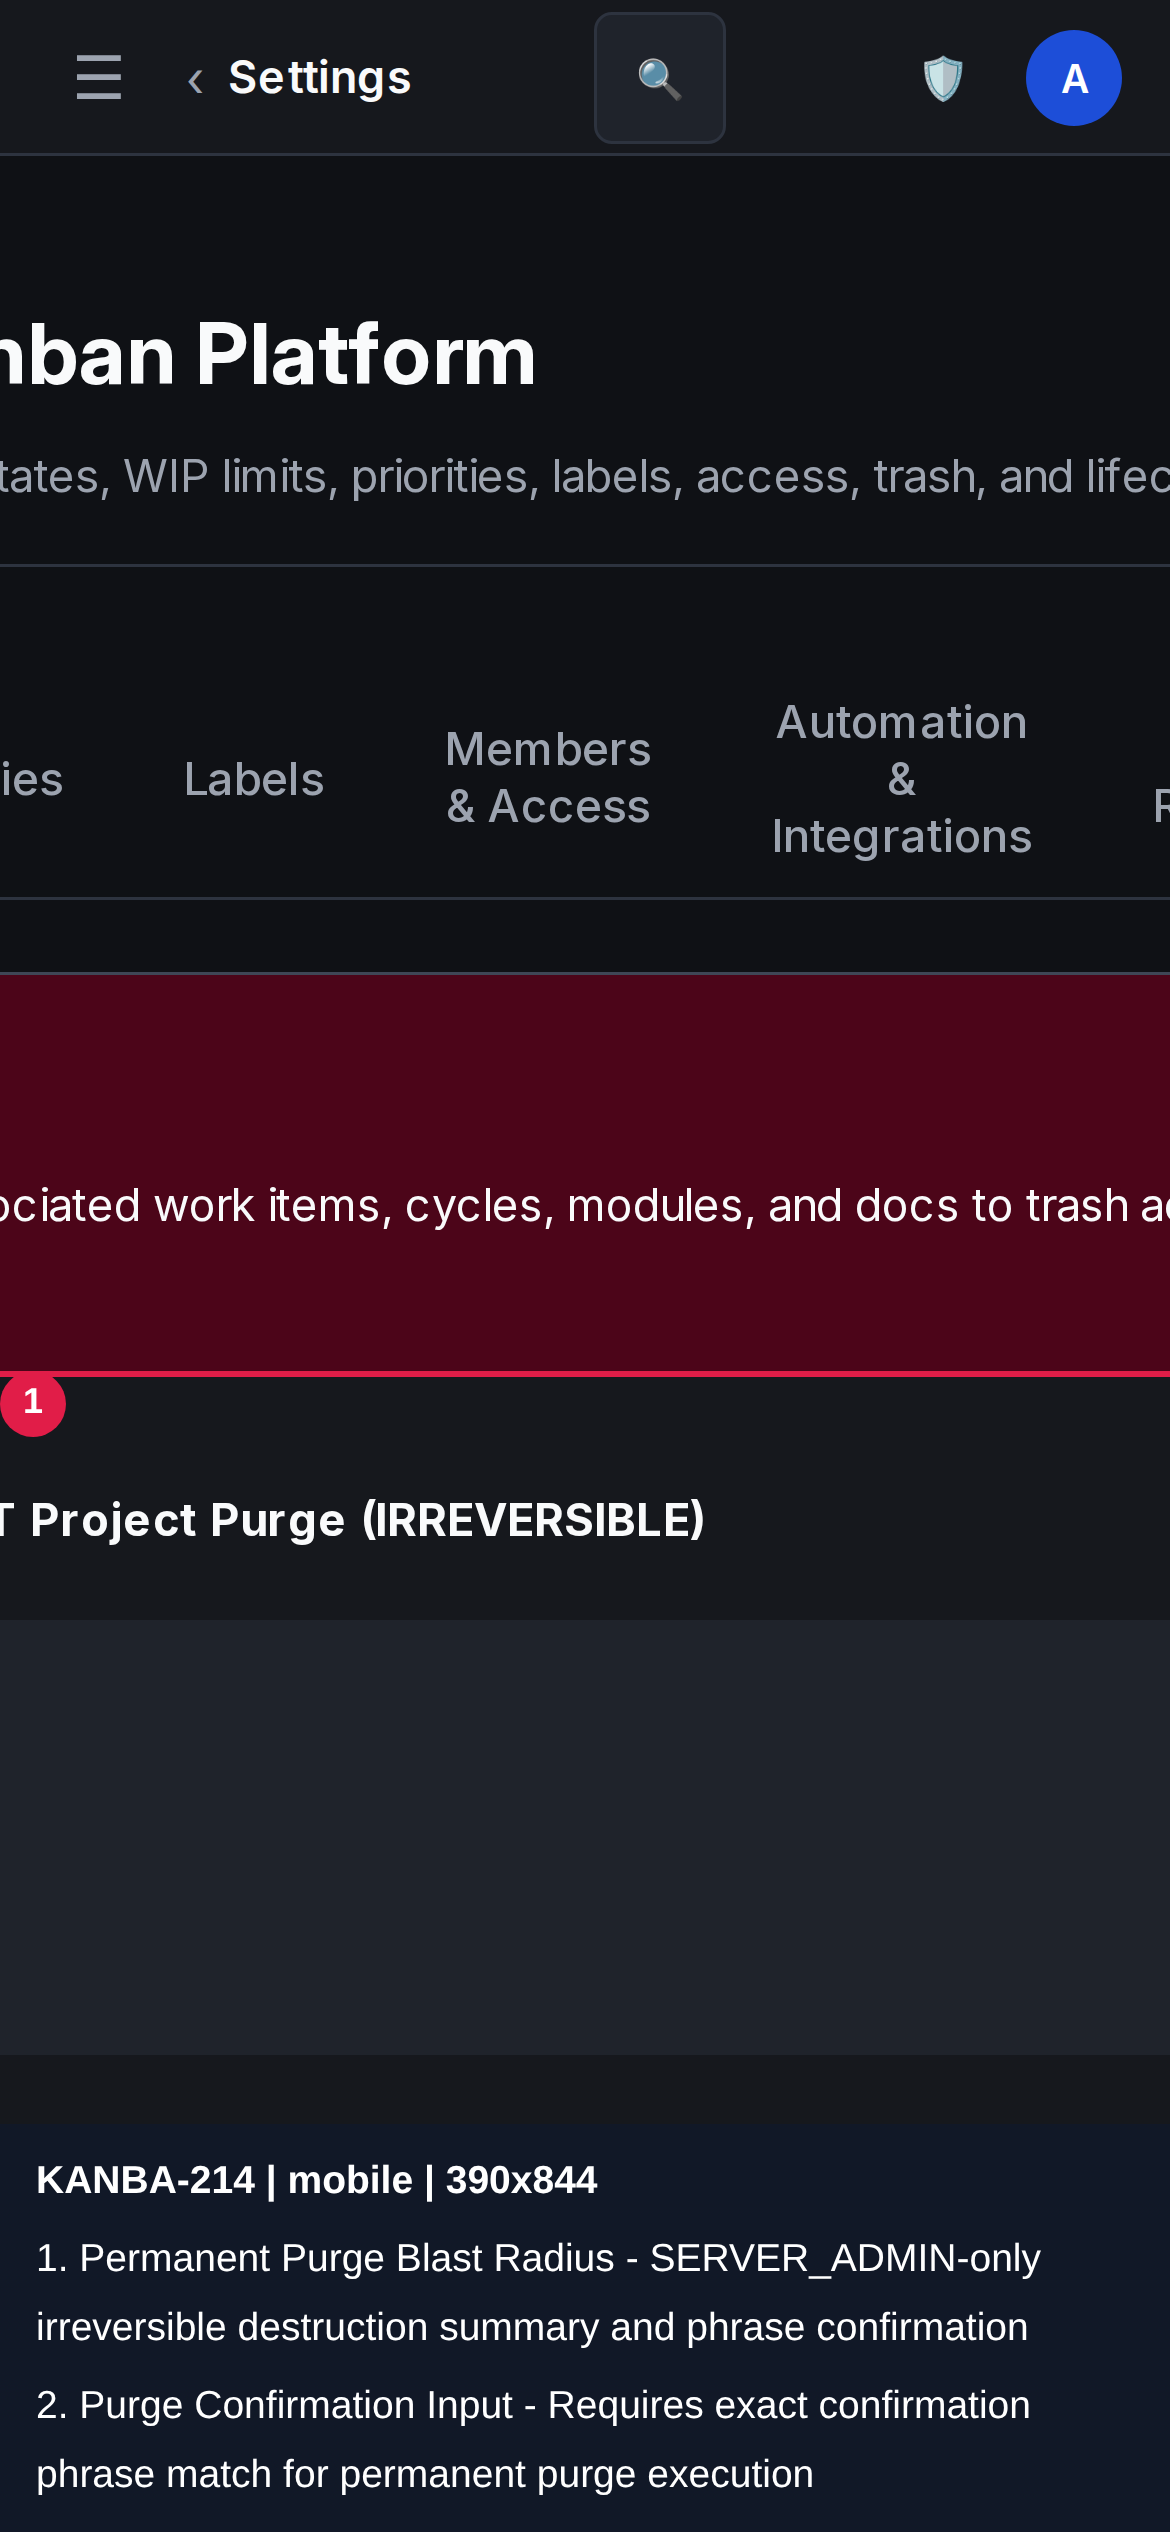 Settings
A
nban Platform
tates, WIP limits, priorities, labels, access, trash, and lifec
ies
Labels
Members
& Access
Automation
&
Integrations
R
ociated work items, cycles, modules, and docs to trash a
1
T Project Purge (IRREVERSIBLE)
KANBA-214 | mobile | 390x844
1. Permanent Purge Blast Radius - SERVER_ADMIN-only
irreversible destruction summary and phrase confirmation
2. Purge Confirmation Input - Requires exact confirmation
phrase match for permanent purge execution